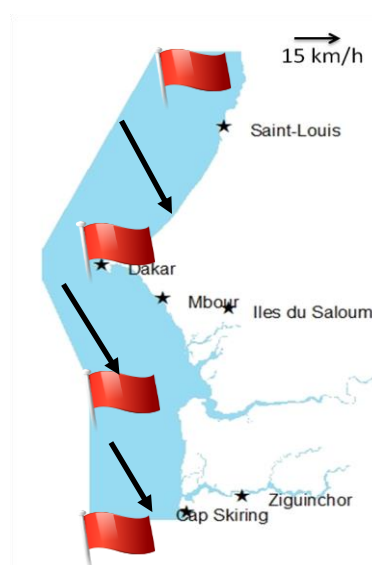 15 km/h
Saint-Louis
Dakar
Mbour
Iles du Saloum
Ziguinchor
Cap Skiring